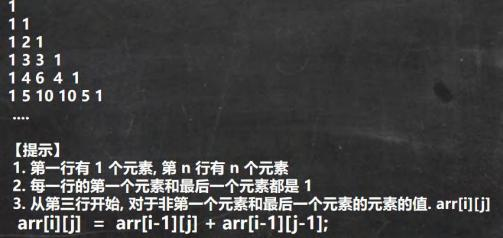 1
1 1
1 2 1
1 3 3  1
1 4 6  4  1
1 5 10 10 5 1
....
【提示】
1. 第一行有 1 个元素, 第 n 行有 n 个元素
2. 每一行的第一个元素和最后一个元素都是 1
3. 从第三行开始, 对于非第一个元素和最后一个元素的元素的值. arr[i][j]
arr[i][j]  =  arr[i-1][j] + arr[i-1][j-1];